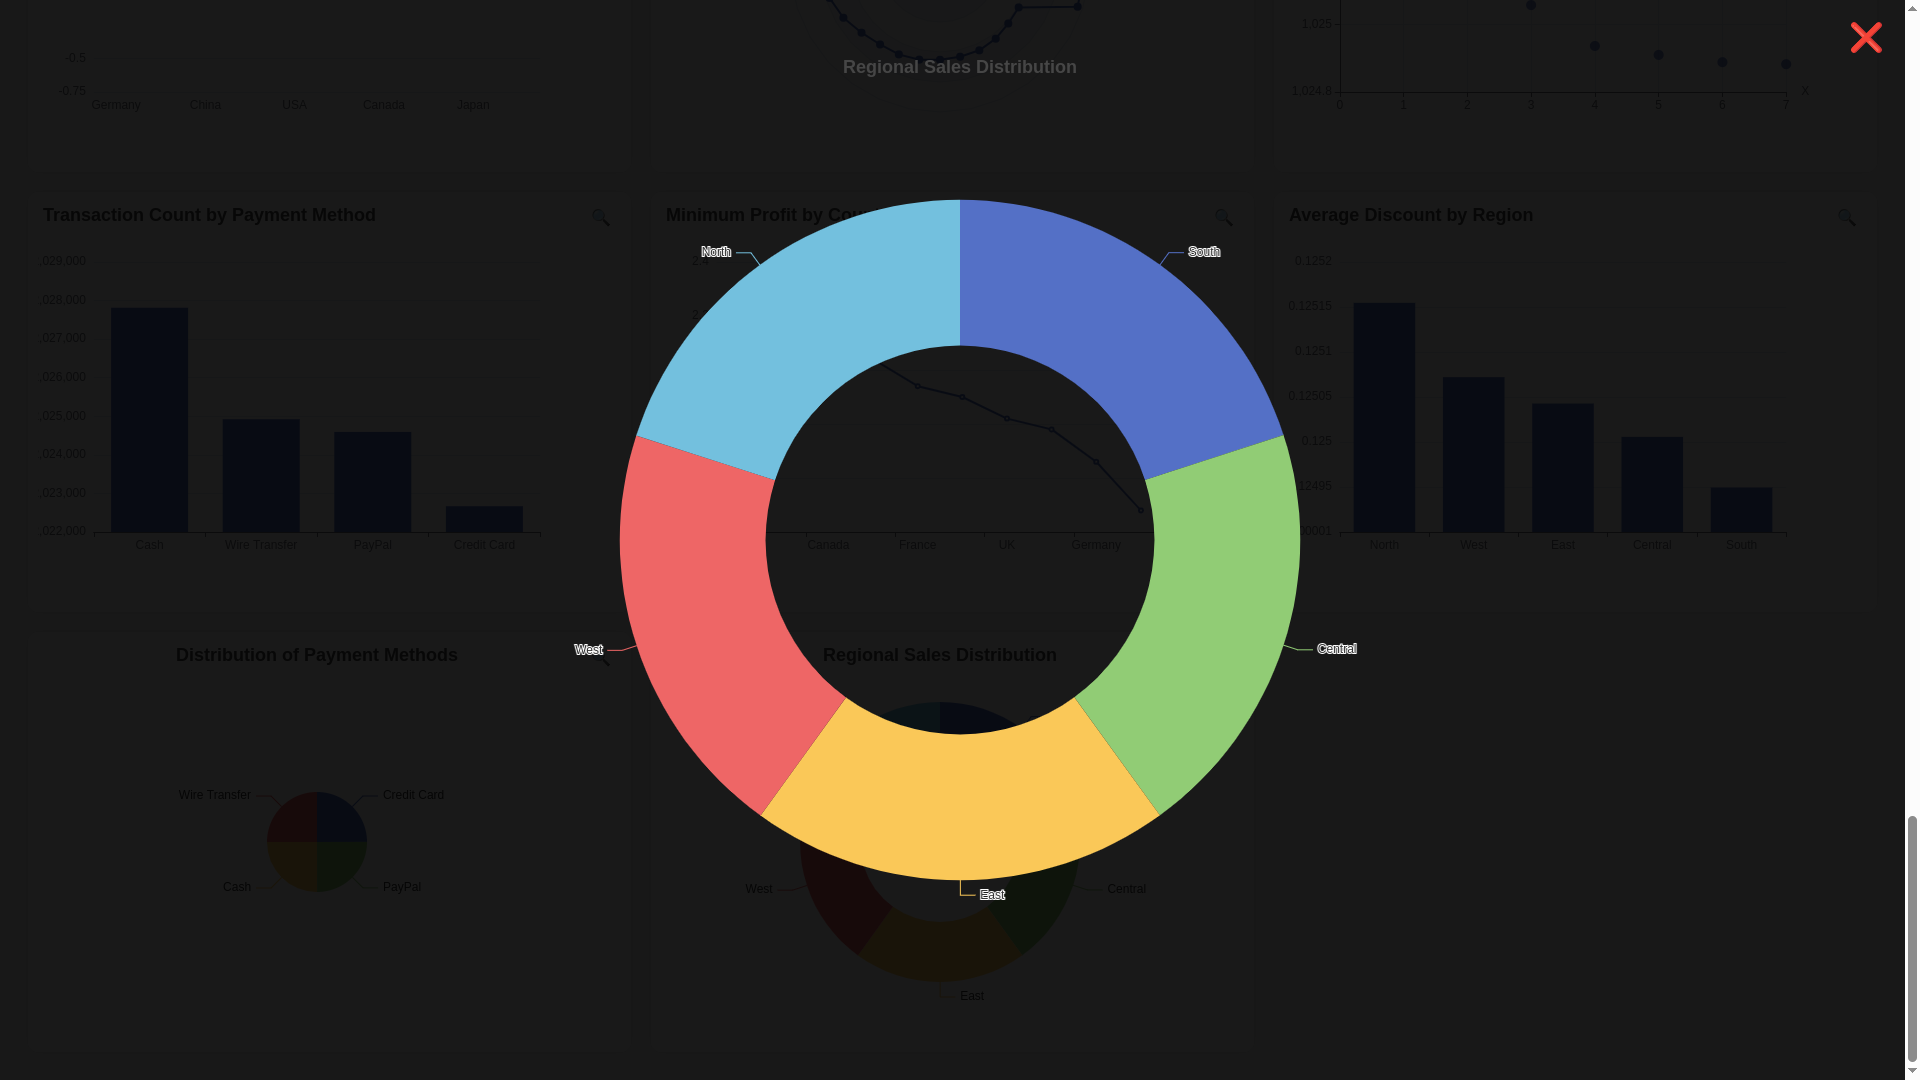 -0.5
-0.75
Germany China USA Canada Japan
Regional Sales Distribution
1,025
1,024.8
0 1 2 3 4 5 6 7 X
Transaction Count by Payment Method
,029,000
,028,000
,027,000
,026,000
,025,000
,024,000
,023,000
,022,000
Cash Wire Transfer PayPal Credit Card
Minimum Profit by Cou
Canada France UK Germany
Average Discount by Region
0.1252
0.12515
0.1251
0.12505
0.125
12495
00001
North West East Central South
North
South
West
Central
East
Distribution of Payment Methods
Wire Transfer
Credit Card
Cash
PayPal
Regional Sales Distribution
West
Central
East